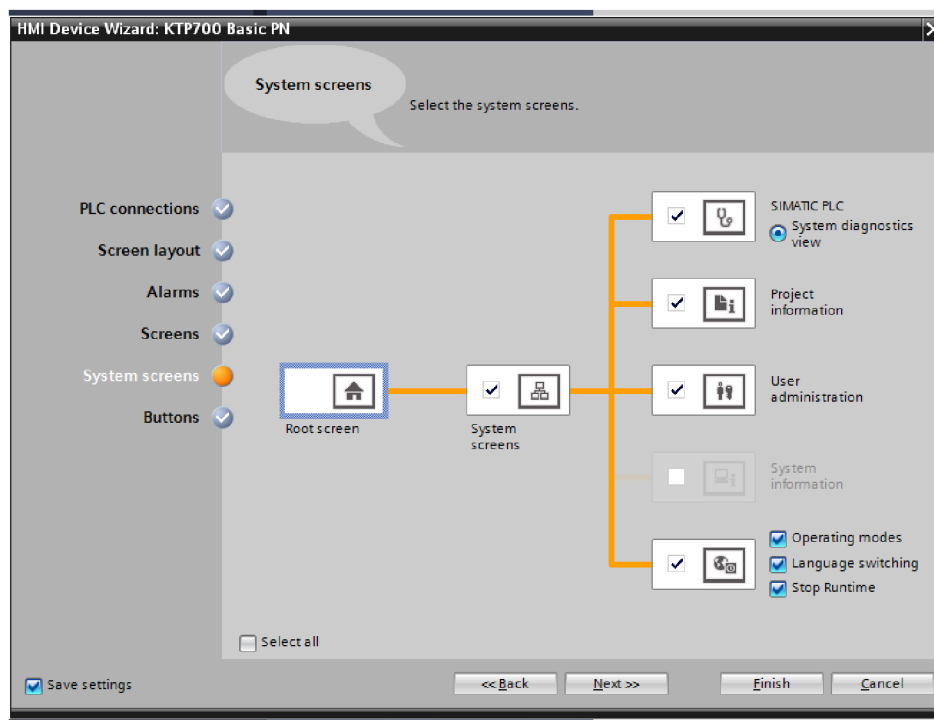 HMI Device Wizard: KTP700 Basic PN
System screens
Select the system screens.
PLC connections
Screen layout
Alarms
Screens
System screens
Buttons
Root screen
System
screens
SIMATIC PLC
System diagnostics
view
Project
information
User
administration
System
information
Operating modes
Language switching
Stop Runtime
Select all
Save settings
<< Back
Next >>
Finish
Cancel